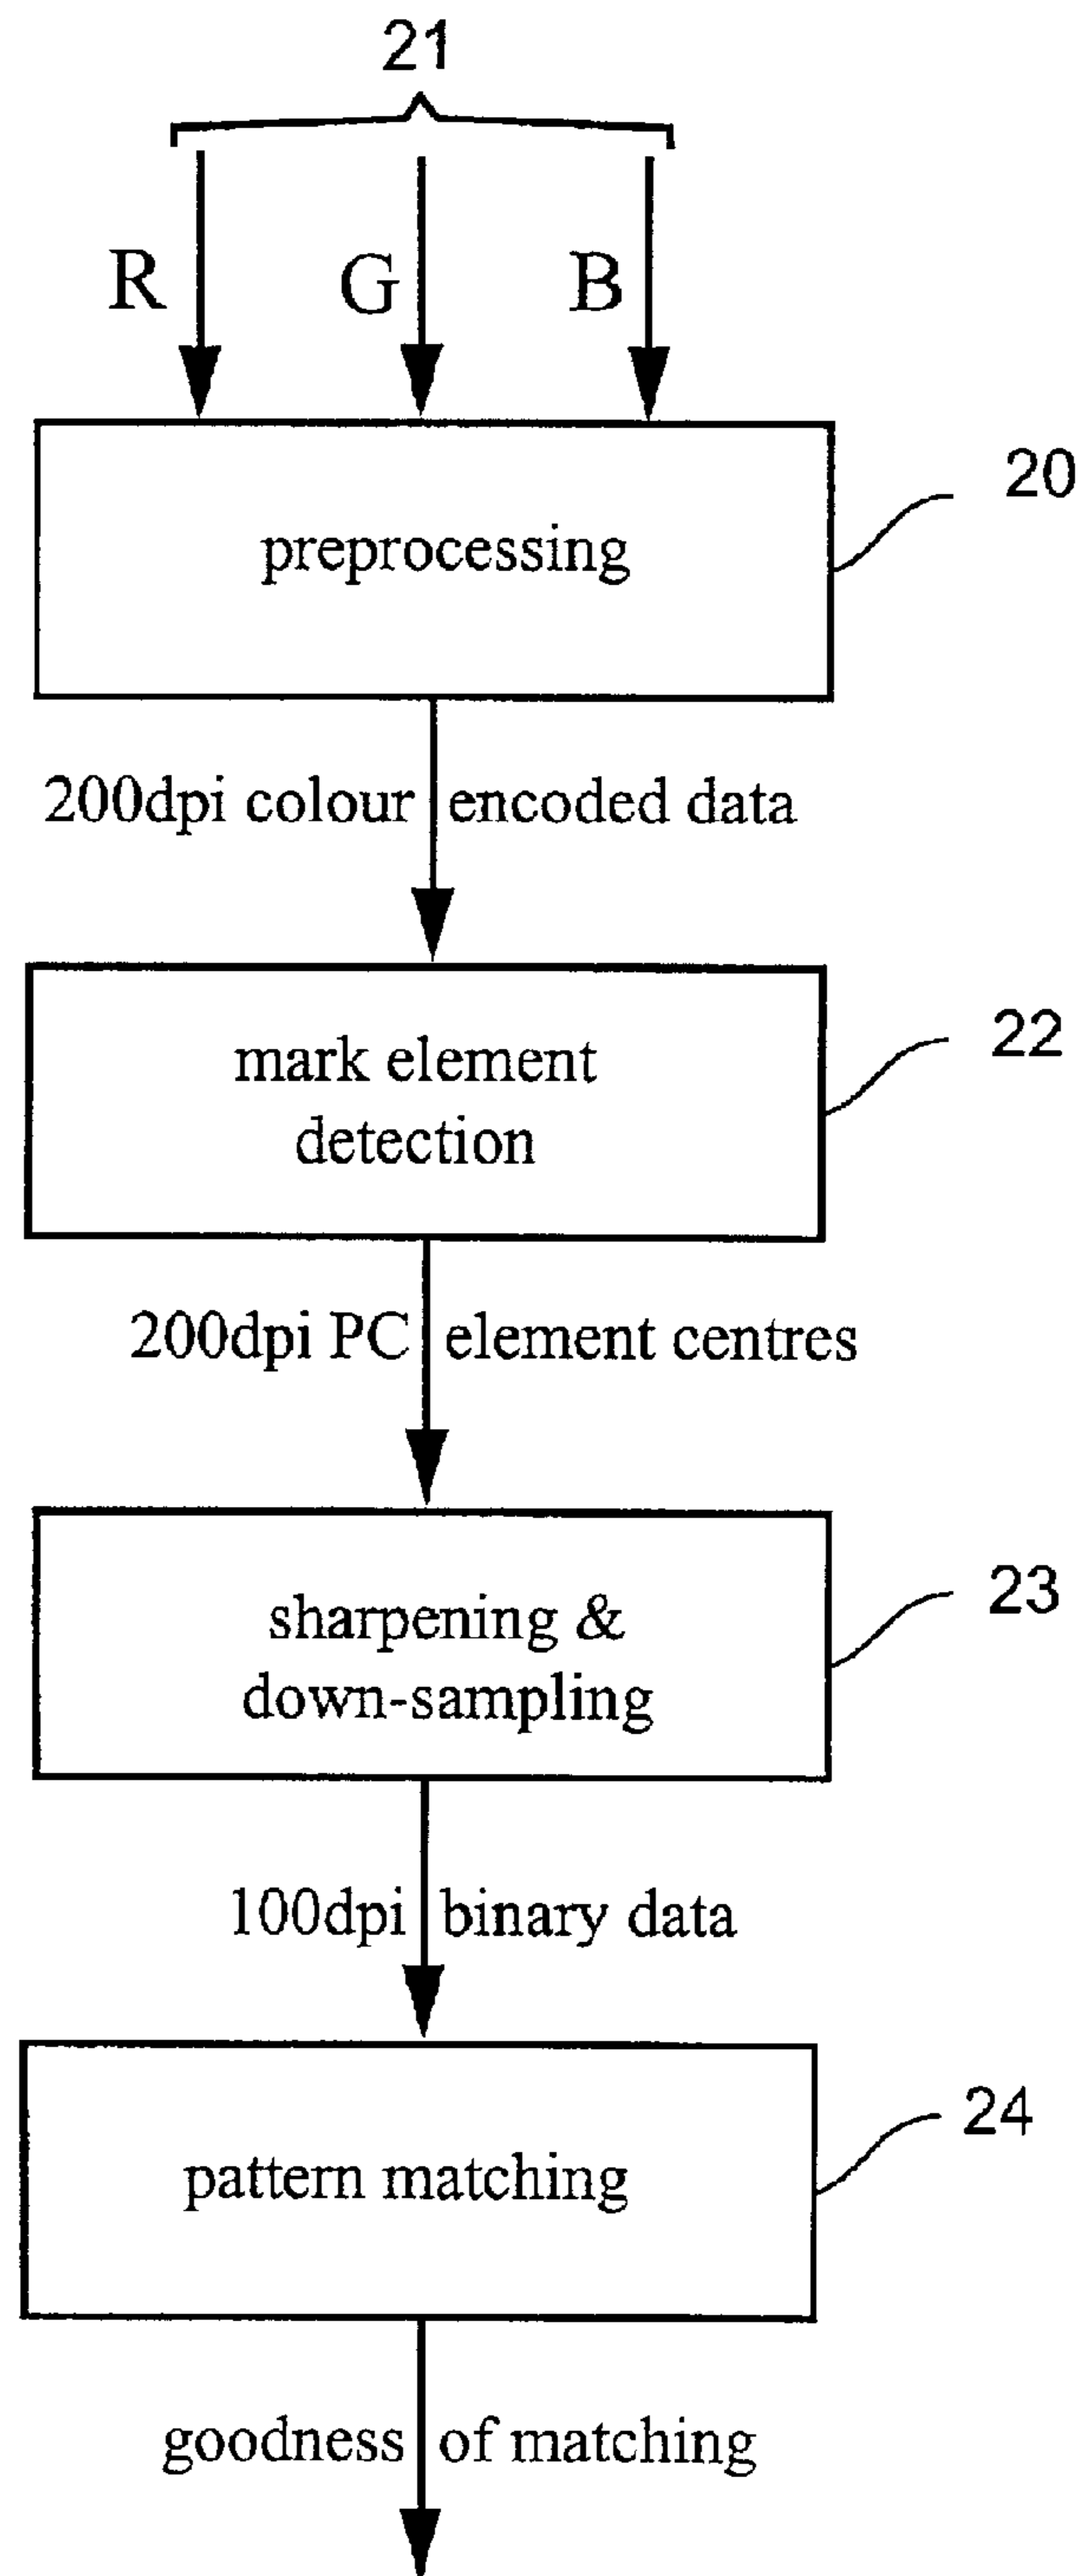 21
R G B
20
preprocessing
200dpi colour encoded data
22
mark element
detection
200dpi PC element centres
23
sharpening &
down-sampling
100dpi binary data
24
pattern matching
goodness of matching